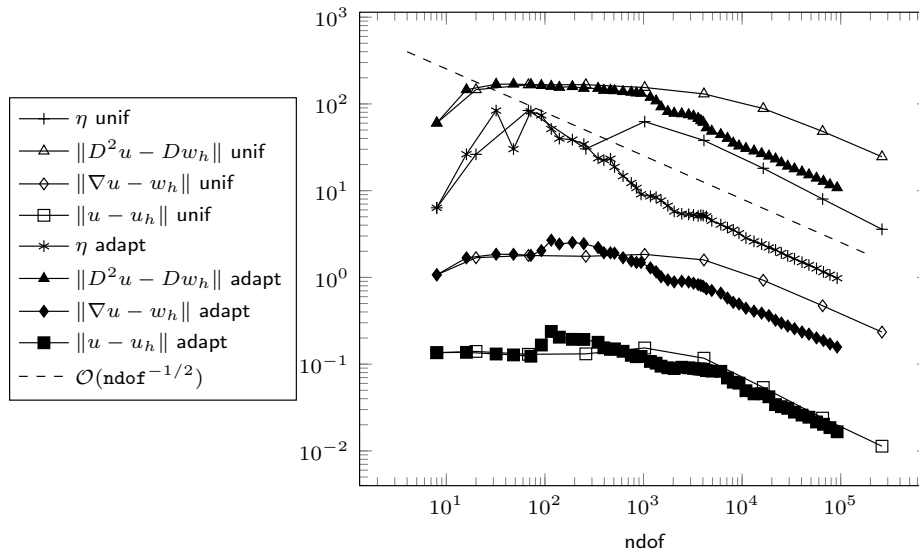 η unif
∥D²u − Dw_h∥ unif
∥∇u − w_h∥ unif
∥u − u_h∥ unif
η adapt
∥D²u − Dw_h∥ adapt
∥∇u − w_h∥ adapt
∥u − u_h∥ adapt
𝒪(ndof^{−1/2})
10³
10²
10¹
10⁰
10⁻¹
10⁻²
10¹ 10² 10³ 10⁴ 10⁵
ndof